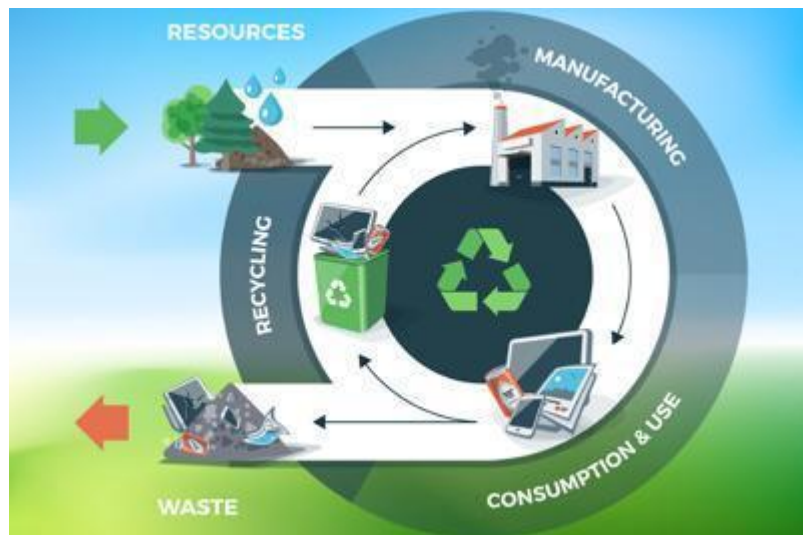 RESOURCES
MANUFACTURING
RECYCLING
CONSUMPTION & USE
WASTE